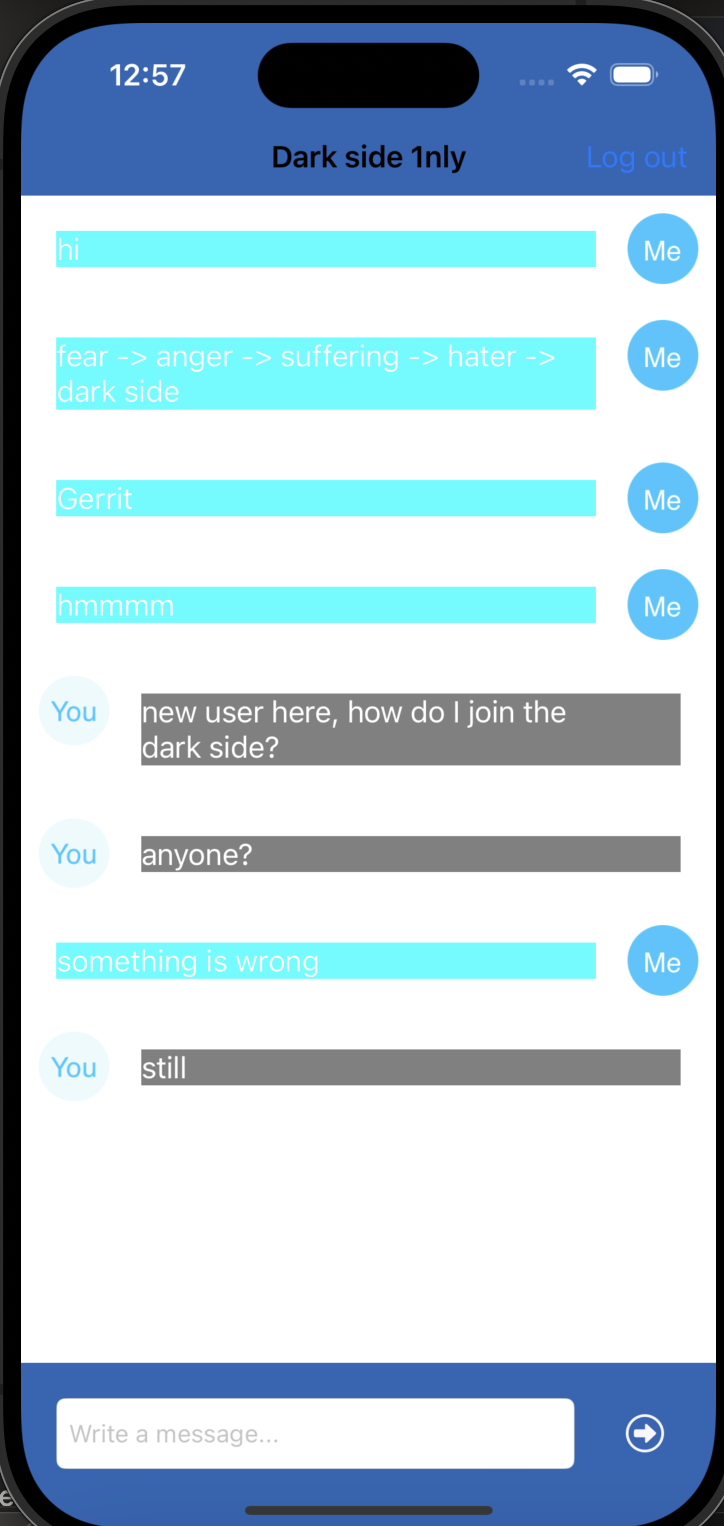 12:57
Dark side 1nly
Log out
hi
Me
fear -> anger -> suffering -> hater ->
dark side
Me
Gerrit
Me
hmmmm
Me
You
new user here, how do I join the
dark side?
You
anyone?
something is wrong
Me
You
still
Write a message...